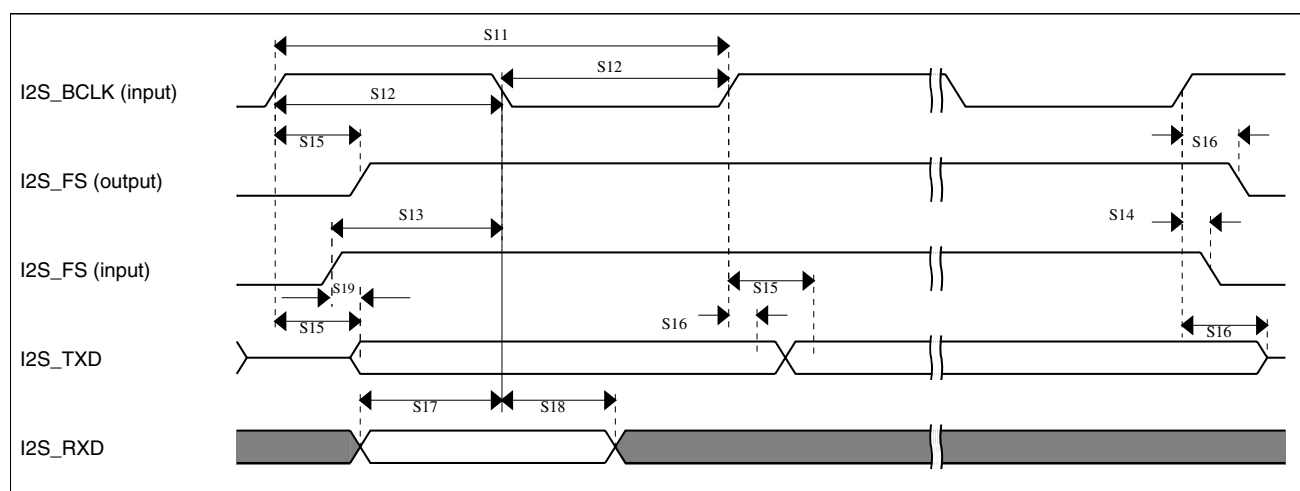 S11
I2S_BCLK (input)
S12
S12
S15
S16
I2S_FS (output)
S13
S14
I2S_FS (input)
S19
S15
S15
S16
S16
I2S_TXD
S17
S18
I2S_RXD